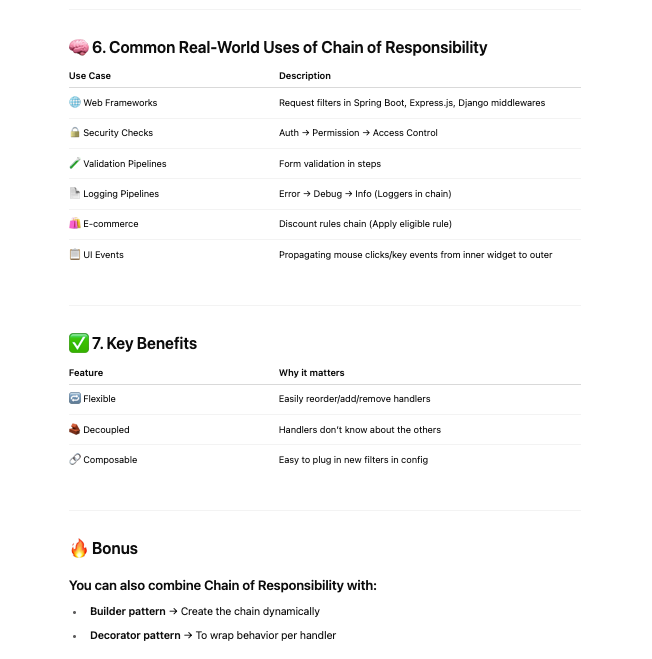 🧠 6. Common Real-World Uses of Chain of Responsibility
Use Case Description
🌐 Web Frameworks Request filters in Spring Boot, Express.js, Django middlewares
🔒 Security Checks Auth → Permission → Access Control
🧪 Validation Pipelines Form validation in steps
📄 Logging Pipelines Error → Debug → Info (Loggers in chain)
🛍️ E-commerce Discount rules chain (Apply eligible rule)
📋 UI Events Propagating mouse clicks/key events from inner widget to outer
✅ 7. Key Benefits
Feature Why it matters
🔁 Flexible Easily reorder/add/remove handlers
Decoupled Handlers don't know about the others
🔗 Composable Easy to plug in new filters in config
🔥 Bonus
You can also combine Chain of Responsibility with:
• Builder pattern → Create the chain dynamically
• Decorator pattern → To wrap behavior per handler